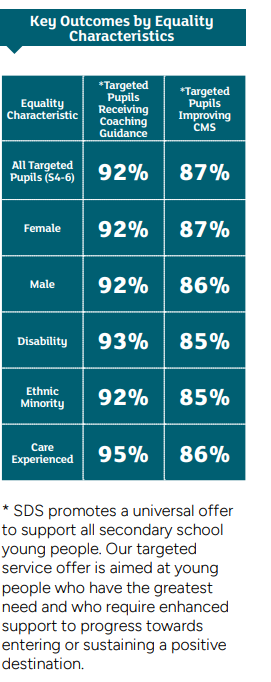 Key Outcomes by Equality
Characteristics
Equality
Characteristic
*Targeted
Pupils
Receiving
Coaching
Guidance
*Targeted
Pupils
Improving
CMS
All Targeted
Pupils (S4-6)
92%
87%
Female
92%
87%
Male
92%
86%
Disability
93%
85%
Ethnic
Minority
92%
85%
Care
Experienced
95%
86%
* SDS promotes a universal offer
to support all secondary school
young people. Our targeted
service offer is aimed at young
people who have the greatest
need and who require enhanced
support to progress towards
entering or sustaining a positive
destination.